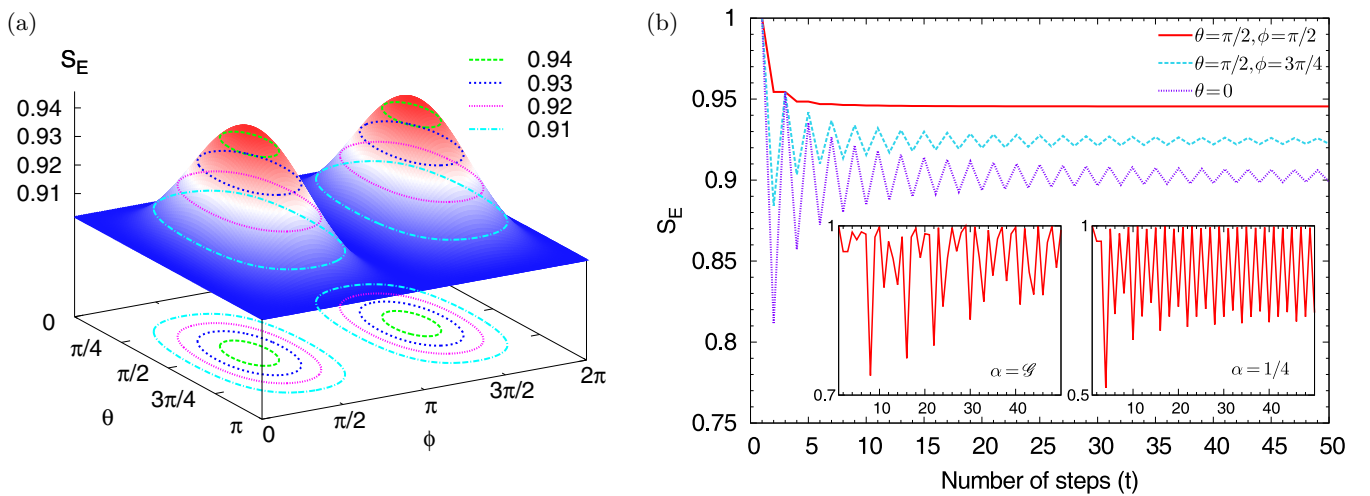 (a)
S_E
0.94
0.93
0.92
0.91
0.94
0.93
0.92
0.91
0
π/4
π/2
3π/4
π
θ
0
π/2
π
3π/2
2π
ϕ
(b)
1
0.95
0.9
0.85
0.8
0.75
S_E
θ=π/2,ϕ=π/2
θ=π/2,ϕ=3π/4
θ=0
1
0.7
α=𝒢
10 20 30 40
1
0.5
α=1/4
10 20 30 40
0 5 10 15 20 25 30 35 40 45 50
Number of steps (t)